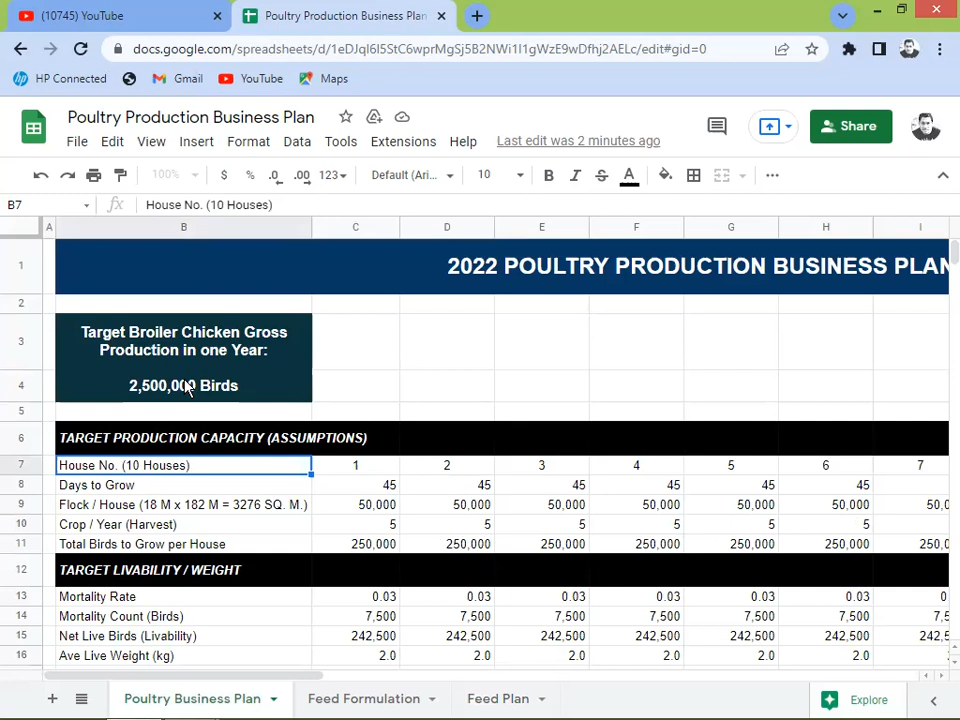 (10745) YouTube
Poultry Production Business Plan
docs.google.com/spreadsheets/d/1eDJqI6I5StC6wprMgSj5B2NWi1I1gWzE9wDfhj2AELc/edit#gid=0
HP Connected Gmail YouTube Maps
Poultry Production Business Plan
File Edit View Insert Format Data Tools Extensions Help Last edit was 2 minutes ago
Share
100% $ % .0 .00 123 Default (Ari... 10 B I S A
B7 fx House No. (10 Houses)
A B C D E F G H I
1 2022 POULTRY PRODUCTION BUSINESS PLAN
2
3 Target Broiler Chicken Gross
Production in one Year:
4 2,500,000 Birds
5
6 TARGET PRODUCTION CAPACITY (ASSUMPTIONS)
7 House No. (10 Houses) 1 2 3 4 5 6 7
8 Days to Grow 45 45 45 45 45 45
9 Flock / House (18 M x 182 M = 3276 SQ. M.) 50,000 50,000 50,000 50,000 50,000 50,000 50,0
10 Crop / Year (Harvest) 5 5 5 5 5 5
11 Total Birds to Grow per House 250,000 250,000 250,000 250,000 250,000 250,000 250,0
12 TARGET LIVABILITY / WEIGHT
13 Mortality Rate 0.03 0.03 0.03 0.03 0.03 0.03 0
14 Mortality Count (Birds) 7,500 7,500 7,500 7,500 7,500 7,500 7,5
15 Net Live Birds (Livability) 242,500 242,500 242,500 242,500 242,500 242,500 242,5
16 Ave Live Weight (kg) 2.0 2.0 2.0 2.0 2.0 2.0
Poultry Business Plan Feed Formulation Feed Plan Explore